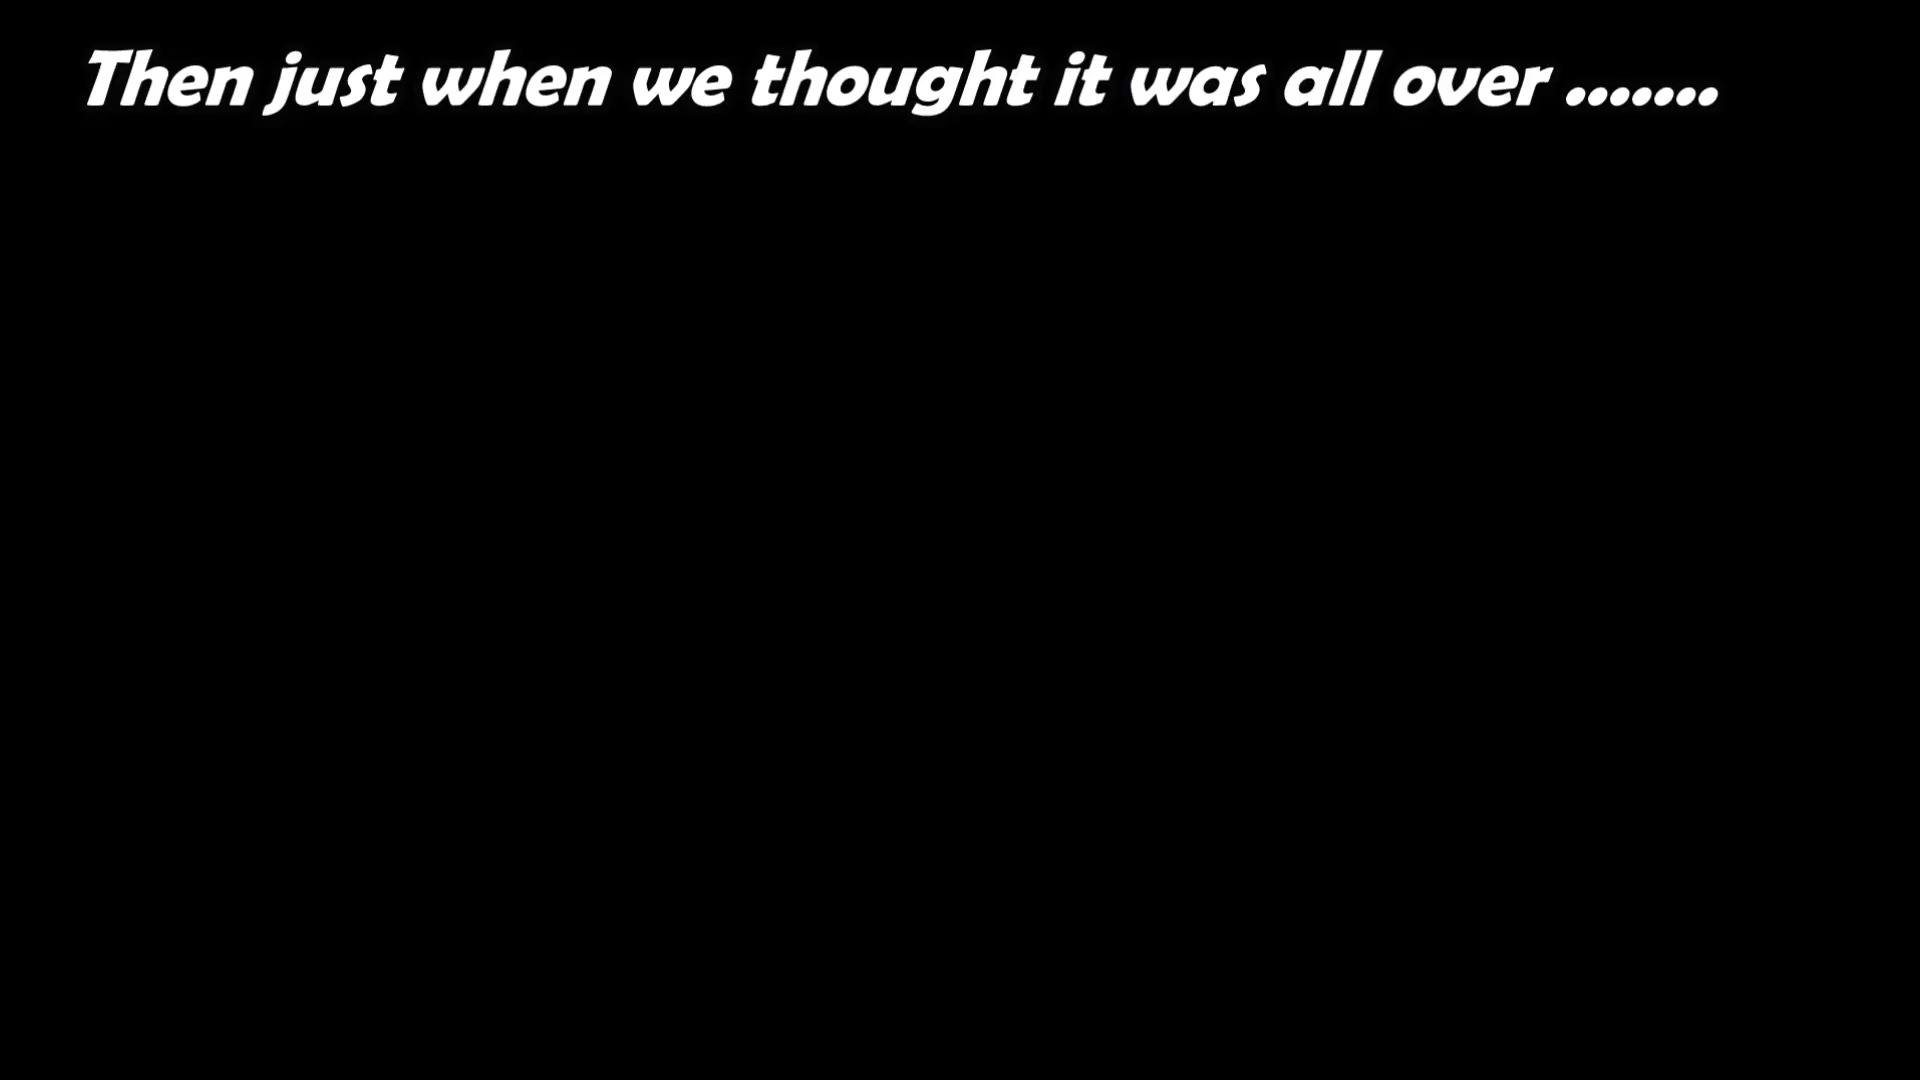 Then just when we thought it was all over .......